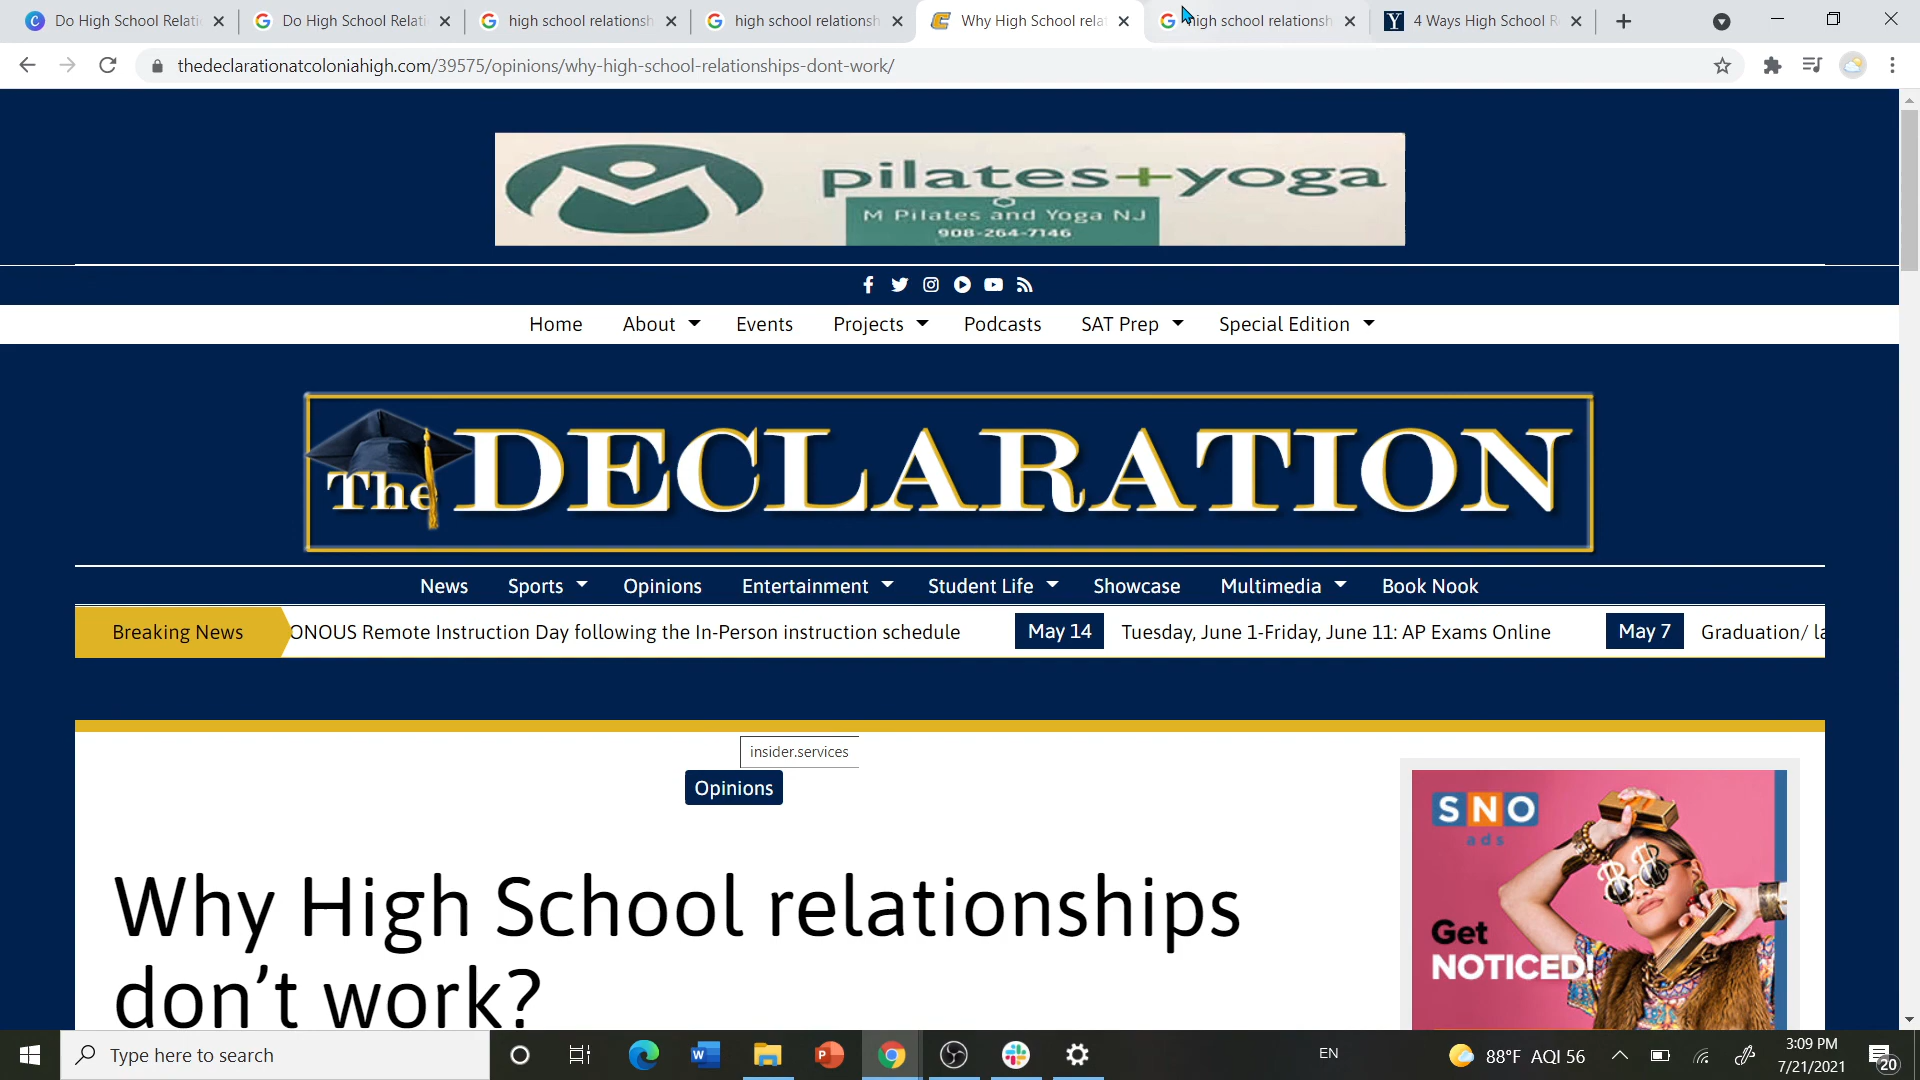 Do High School Relati
Do High School Relati
high school relationsh
high school relationsh
Why High School rela
high school relationsh
4 Ways High School R
thedeclarationatcoloniahigh.com/39575/opinions/why-high-school-relationships-dont-work/
pilates+yoga
M Pilates and Yoga NJ
908-264-7146
Home About Events Projects Podcasts SAT Prep Special Edition
The DECLARATION
News Sports Opinions Entertainment Student Life Showcase Multimedia Book Nook
Breaking News ONOUS Remote Instruction Day following the In-Person instruction schedule May 14 Tuesday, June 1-Friday, June 11: AP Exams Online May 7 Graduation/ la
insider.services
Opinions
Why High School relationships
don't work?
SNO
ads
Get
NOTICED!
Type here to search
EN
88°F AQI 56
3:09 PM
7/21/2021
20